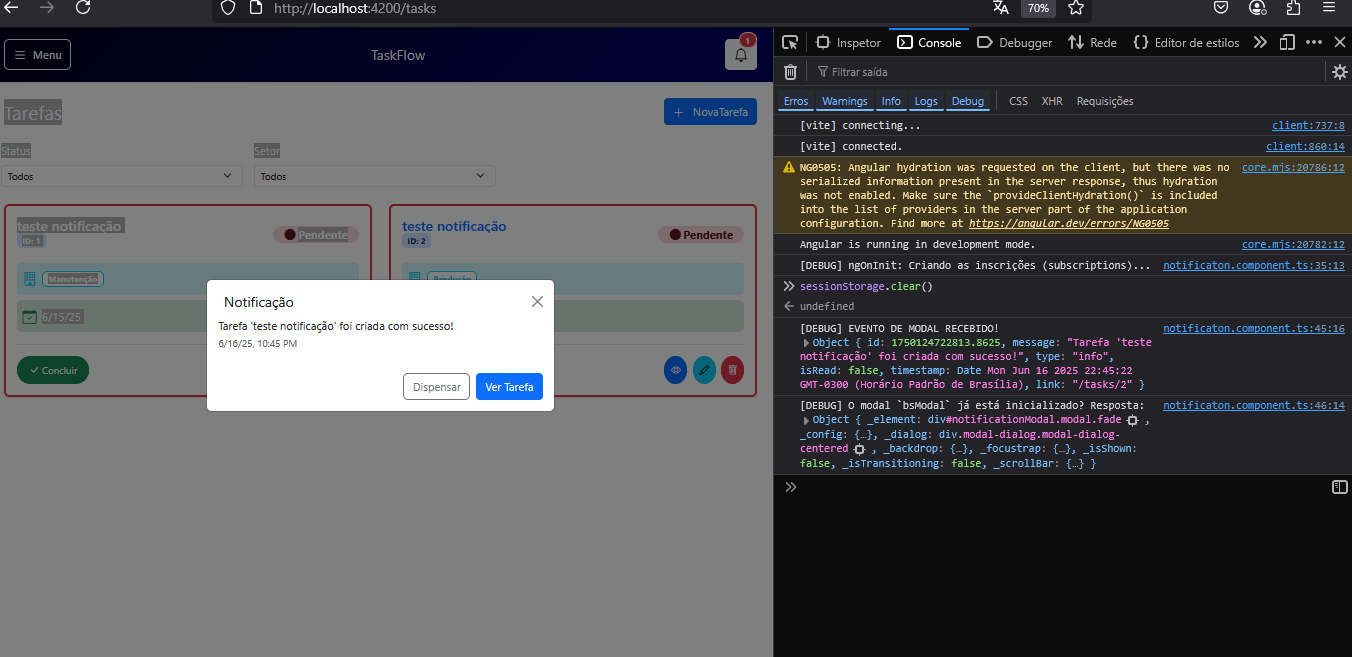 http://localhost:4200/tasks
70%
Menu
TaskFlow
1
Tarefas
NovaTarefa
Status
Setor
Todos
Todos
teste notificação
ID: 1
Pendente
teste notificação
ID: 2
Pendente
Manutenção
Produção
6/15/25
Concluir
Notificação
Tarefa 'teste notificação' foi criada com sucesso!
6/16/25, 10:45 PM
Dispensar
Ver Tarefa
Inspetor
Console
Debugger
Rede
Editor de estilos
Filtrar saída
Erros
Warnings
Info
Logs
Debug
CSS
XHR
Requisições
[vite] connecting... client:737:8
[vite] connected. client:860:14
NG0505: Angular hydration was requested on the client, but there was no core.mjs:20786:12
serialized information present in the server response, thus hydration
was not enabled. Make sure the `provideClientHydration()` is included
into the list of providers in the server part of the application
configuration. Find more at https://angular.dev/errors/NG0505
Angular is running in development mode. core.mjs:20782:12
[DEBUG] ngOnInit: Criando as inscrições (subscriptions)... notificaton.component.ts:35:13
sessionStorage.clear()
undefined
[DEBUG] EVENTO DE MODAL RECEBIDO! notificaton.component.ts:45:16
Object { id: 1750124722813.8625, message: "Tarefa 'teste
notificação' foi criada com sucesso!", type: "info",
isRead: false, timestamp: Date Mon Jun 16 2025 22:45:22
GMT-0300 (Horário Padrão de Brasília), link: "/tasks/2" }
[DEBUG] O modal `bsModal` já está inicializado? Resposta: notificaton.component.ts:46:14
Object { _element: div#notificationModal.modal.fade ,
_config: {…}, _dialog: div.modal-dialog.modal-dialog-
centered , _backdrop: {…}, _focustrap: {…}, _isShown:
false, _isTransitioning: false, _scrollBar: {…} }